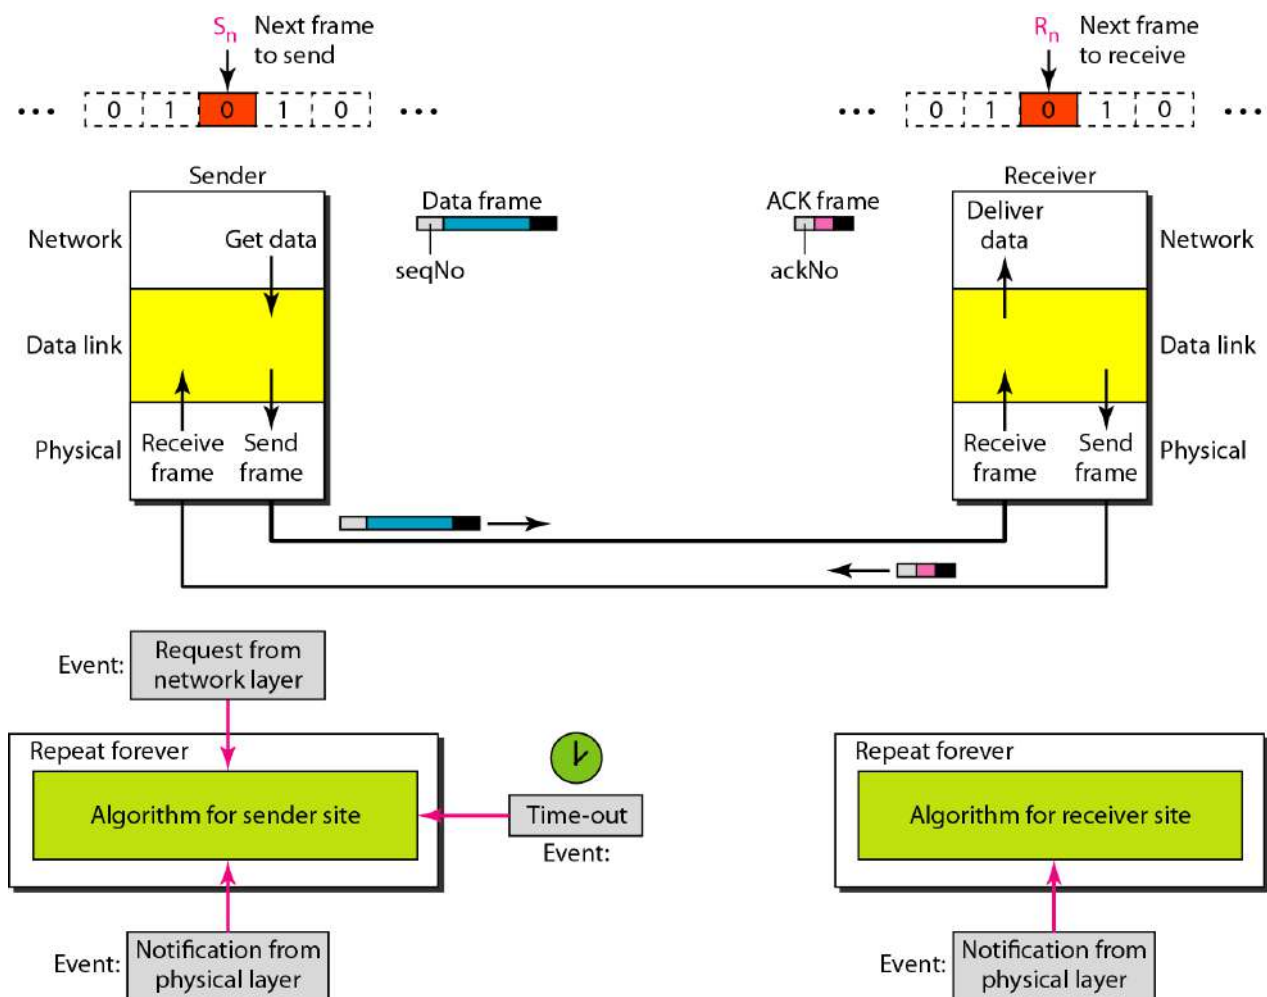 Sn Next frame
to send
Rn Next frame
to receive
... 0 1 0 1 0 ...
... 0 1 0 1 0 ...
Sender
Receiver
Data frame
seqNo
ACK frame
ackNo
Network
Get data
Deliver
data
Network
Data link
Data link
Physical
Receive
frame
Send
frame
Receive
frame
Send
frame
Physical
Event:
Request from
network layer
Repeat forever
Algorithm for sender site
Time-out
Event:
Event:
Notification from
physical layer
Repeat forever
Algorithm for receiver site
Event:
Notification from
physical layer